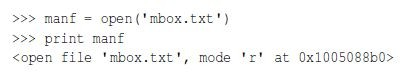 >>> manf = open('mbox.txt')
>>> print manf
<open file 'mbox.txt', mode 'r' at 0x1005088b0>